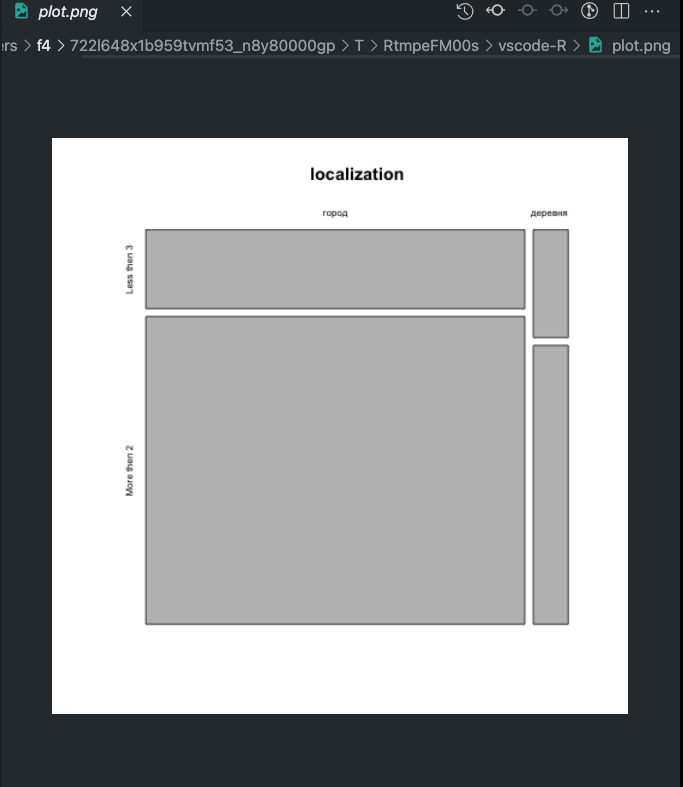 plot.png
ers > f4 > 722l648x1b959tvmf53_n8y80000gp > T > RtmpeFM00s > vscode-R > plot.png
localization
город
деревня
Less then 3
More then 2